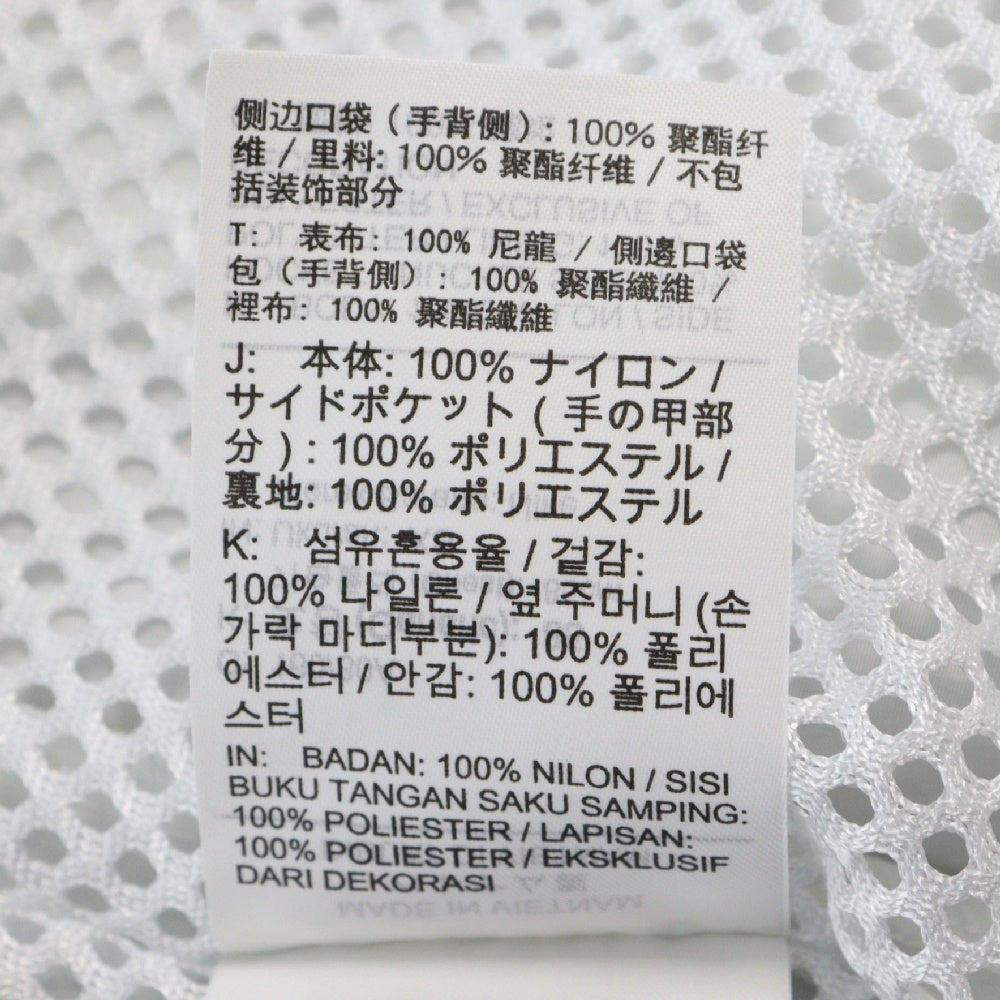 侧边口袋（手背侧）: 100% 聚酯纤
维 / 里料: 100% 聚酯纤维 / 不包
括装饰部分
T: 表布: 100% 尼龍 / 側邊口袋
包（手背側）: 100% 聚酯纖維 /
裡布: 100% 聚酯纖維
J: 本体: 100% ナイロン /
サイドポケット ( 手の甲部
分 ) : 100% ポリエステル /
裏地: 100% ポリエステル
K: 섬유혼용율 / 겉감:
100% 나일론 / 옆 주머니 (손
가락 마디부분): 100% 폴리
에스터 / 안감: 100% 폴리에
스터
IN: BADAN: 100% NILON / SISI
BUKU TANGAN SAKU SAMPING:
100% POLIESTER / LAPISAN:
100% POLIESTER / EKSKLUSIF
DARI DEKORASI
MADE IN VIETNAM